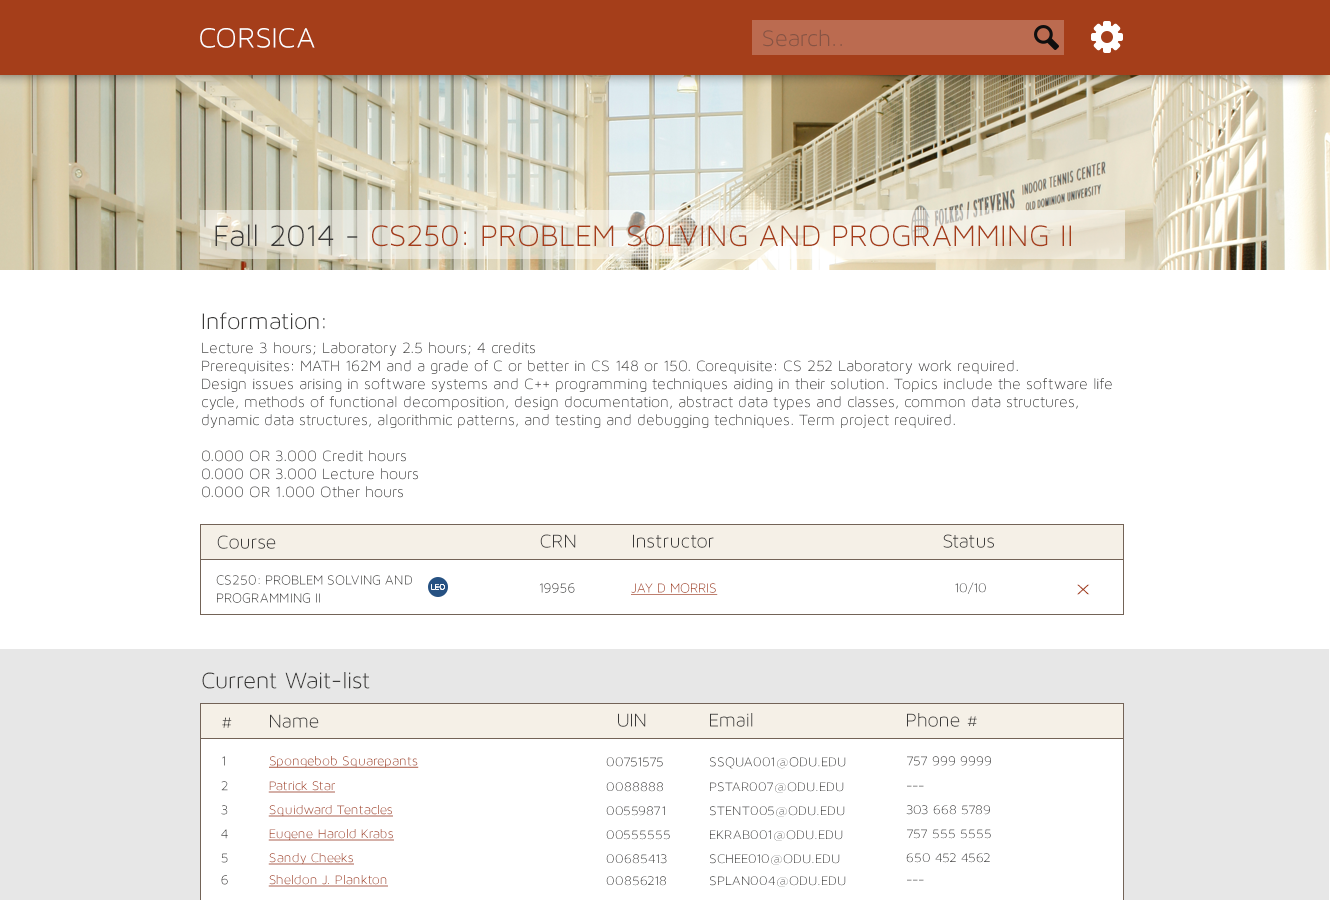 CORSICA
Search..
FOLKES / STEVENS INDOOR TENNIS CENTER
OLD DOMINION UNIVERSITY
Fall 2014 - CS250: PROBLEM SOLVING AND PROGRAMMING II
Information:
Lecture 3 hours; Laboratory 2.5 hours; 4 credits
Prerequisites: MATH 162M and a grade of C or better in CS 148 or 150. Corequisite: CS 252 Laboratory work required.
Design issues arising in software systems and C++ programming techniques aiding in their solution. Topics include the software life
cycle, methods of functional decomposition, design documentation, abstract data types and classes, common data structures,
dynamic data structures, algorithmic patterns, and testing and debugging techniques. Term project required.
0.000 OR 3.000 Credit hours
0.000 OR 3.000 Lecture hours
0.000 OR 1.000 Other hours
Course CRN Instructor Status
CS250: PROBLEM SOLVING AND
PROGRAMMING II LEO 19956 JAY D MORRIS 10/10
Current Wait-list
# Name UIN Email Phone #
1 Spongebob Squarepants 00751575 SSQUA001@ODU.EDU 757 999 9999
2 Patrick Star 0088888 PSTAR007@ODU.EDU ---
3 Squidward Tentacles 00559871 STENT005@ODU.EDU 303 668 5789
4 Eugene Harold Krabs 00555555 EKRAB001@ODU.EDU 757 555 5555
5 Sandy Cheeks 00685413 SCHEE010@ODU.EDU 650 452 4562
6 Sheldon J. Plankton 00856218 SPLAN004@ODU.EDU ---